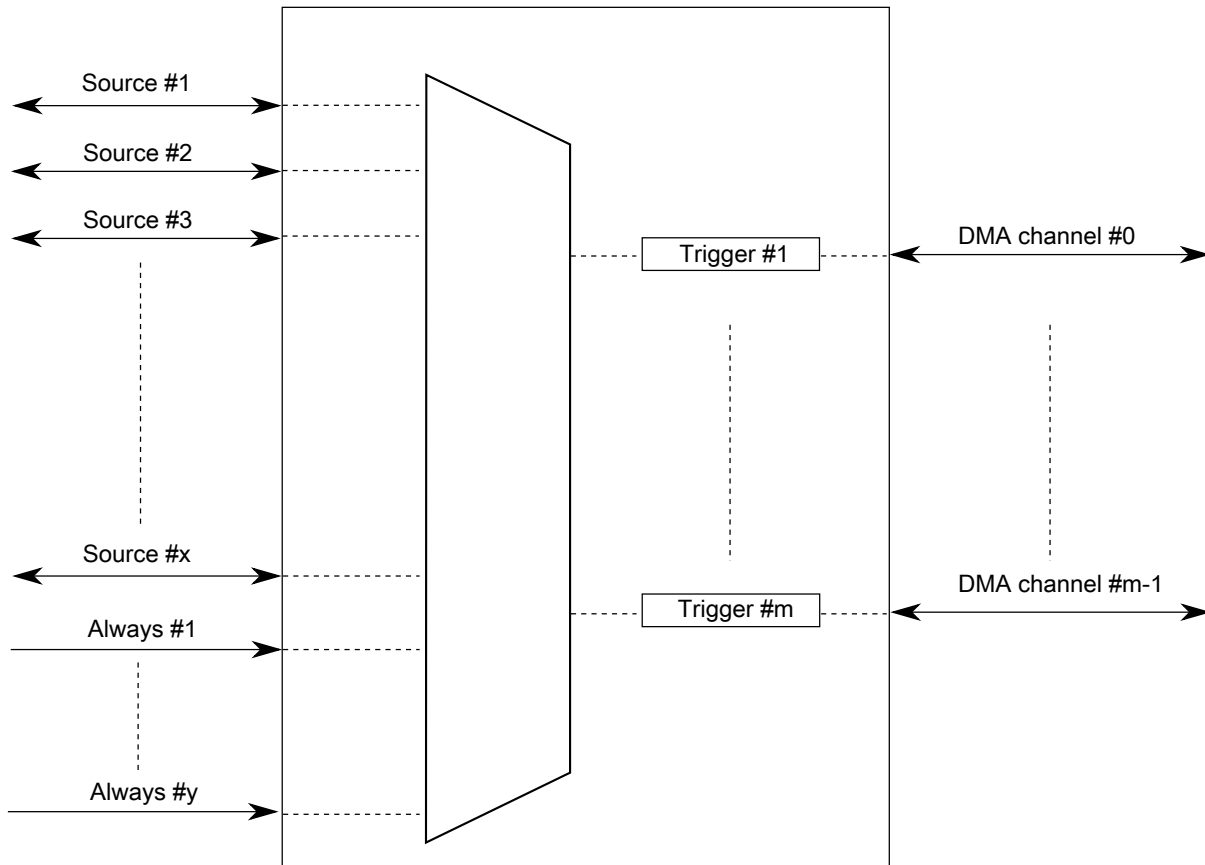 Source #1
Source #2
Source #3
Trigger #1
DMA channel #0
Source #x
Trigger #m
DMA channel #m-1
Always #1
Always #y